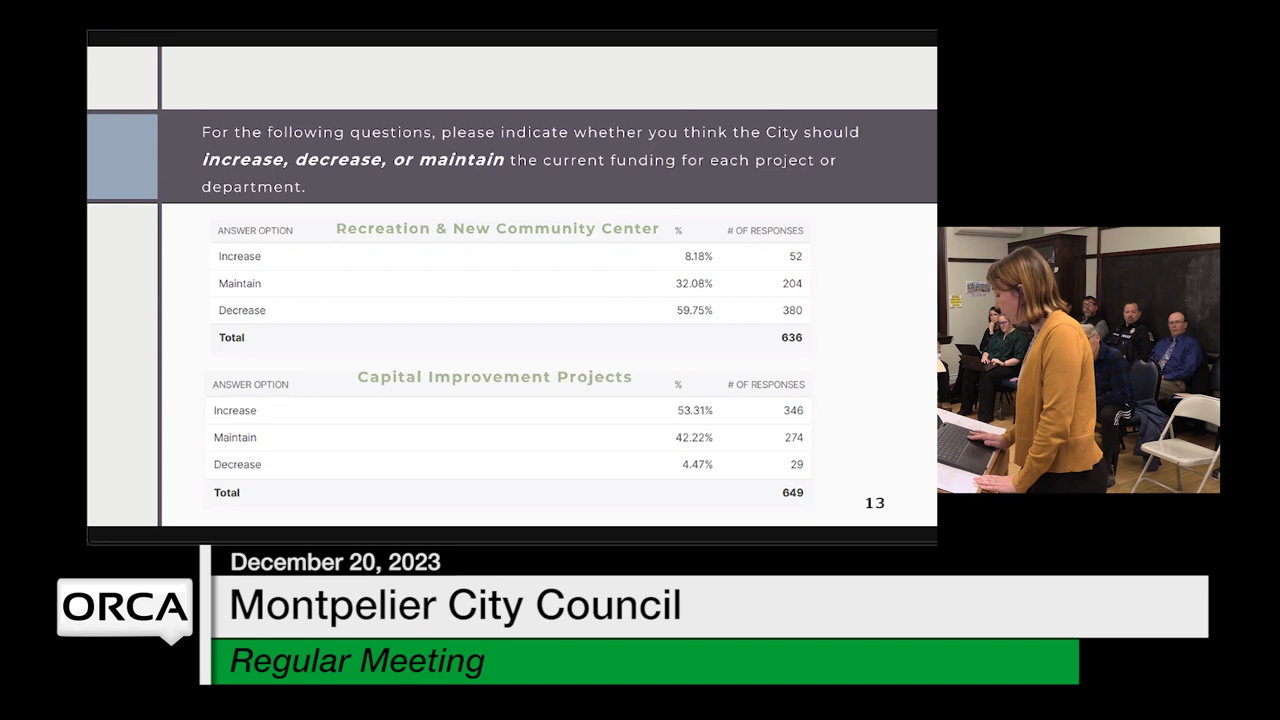 For the following questions, please indicate whether you think the City should
increase, decrease, or maintain the current funding for each project or
department.
ANSWER OPTION Recreation & New Community Center % # OF RESPONSES
Increase 8.18% 52
Maintain 32.08% 204
Decrease 59.75% 380
Total 636
ANSWER OPTION Capital Improvement Projects % # OF RESPONSES
Increase 53.31% 346
Maintain 42.22% 274
Decrease 4.47% 29
Total 649
13
December 20, 2023
ORCA
Montpelier City Council
Regular Meeting